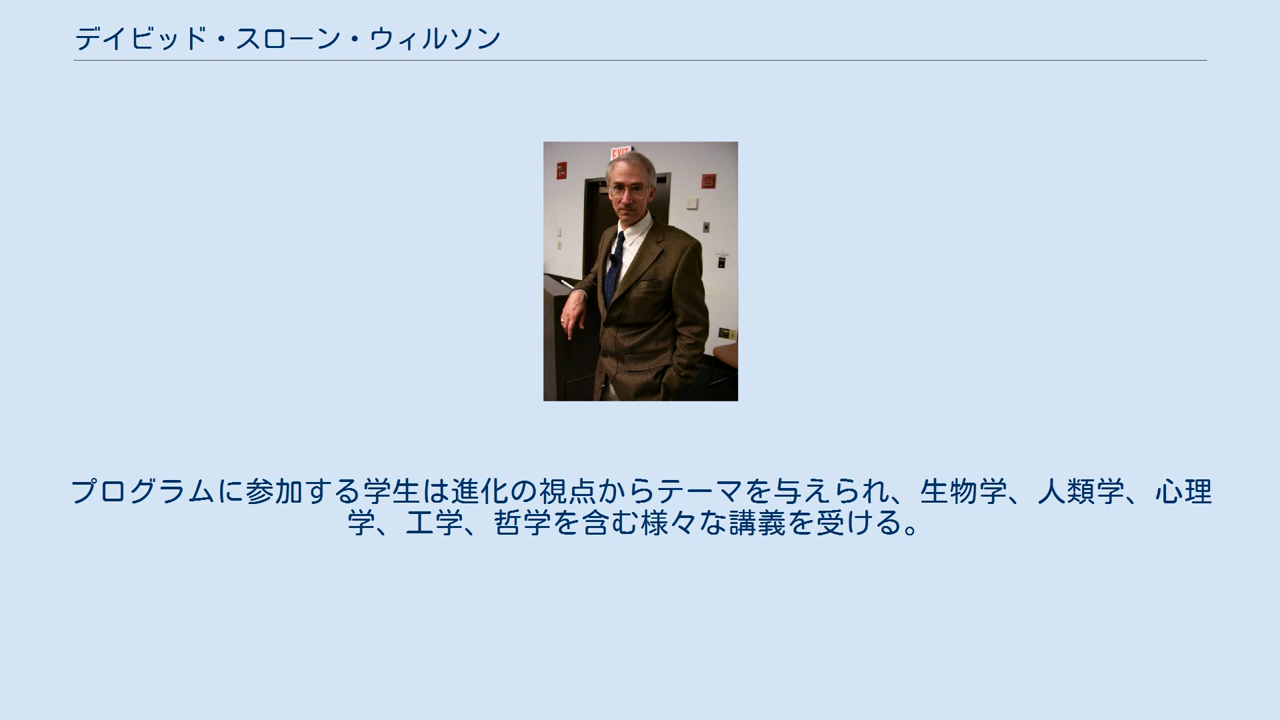 デイビッド・スローン・ウィルソン
EXIT
プログラムに参加する学生は進化の視点からテーマを与えられ、生物学、人類学、心理
学、工学、哲学を含む様々な講義を受ける。